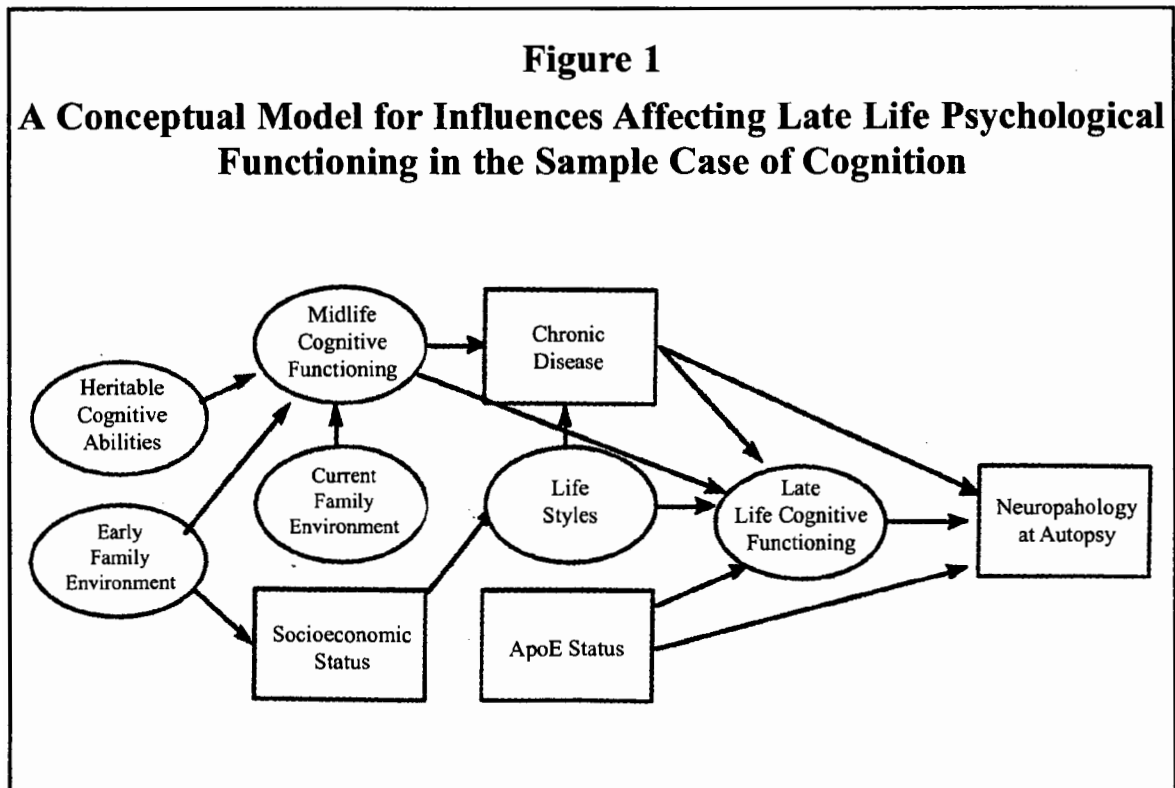 Figure 1
A Conceptual Model for Influences Affecting Late Life Psychological
Functioning in the Sample Case of Cognition
Midlife
Cognitive
Functioning
Chronic
Disease
Heritable
Cognitive
Abilities
Current
Family
Environment
Life
Styles
Late
Life Cognitive
Functioning
Neuropahology
at Autopsy
Early
Family
Environment
Socioeconomic
Status
ApoE Status